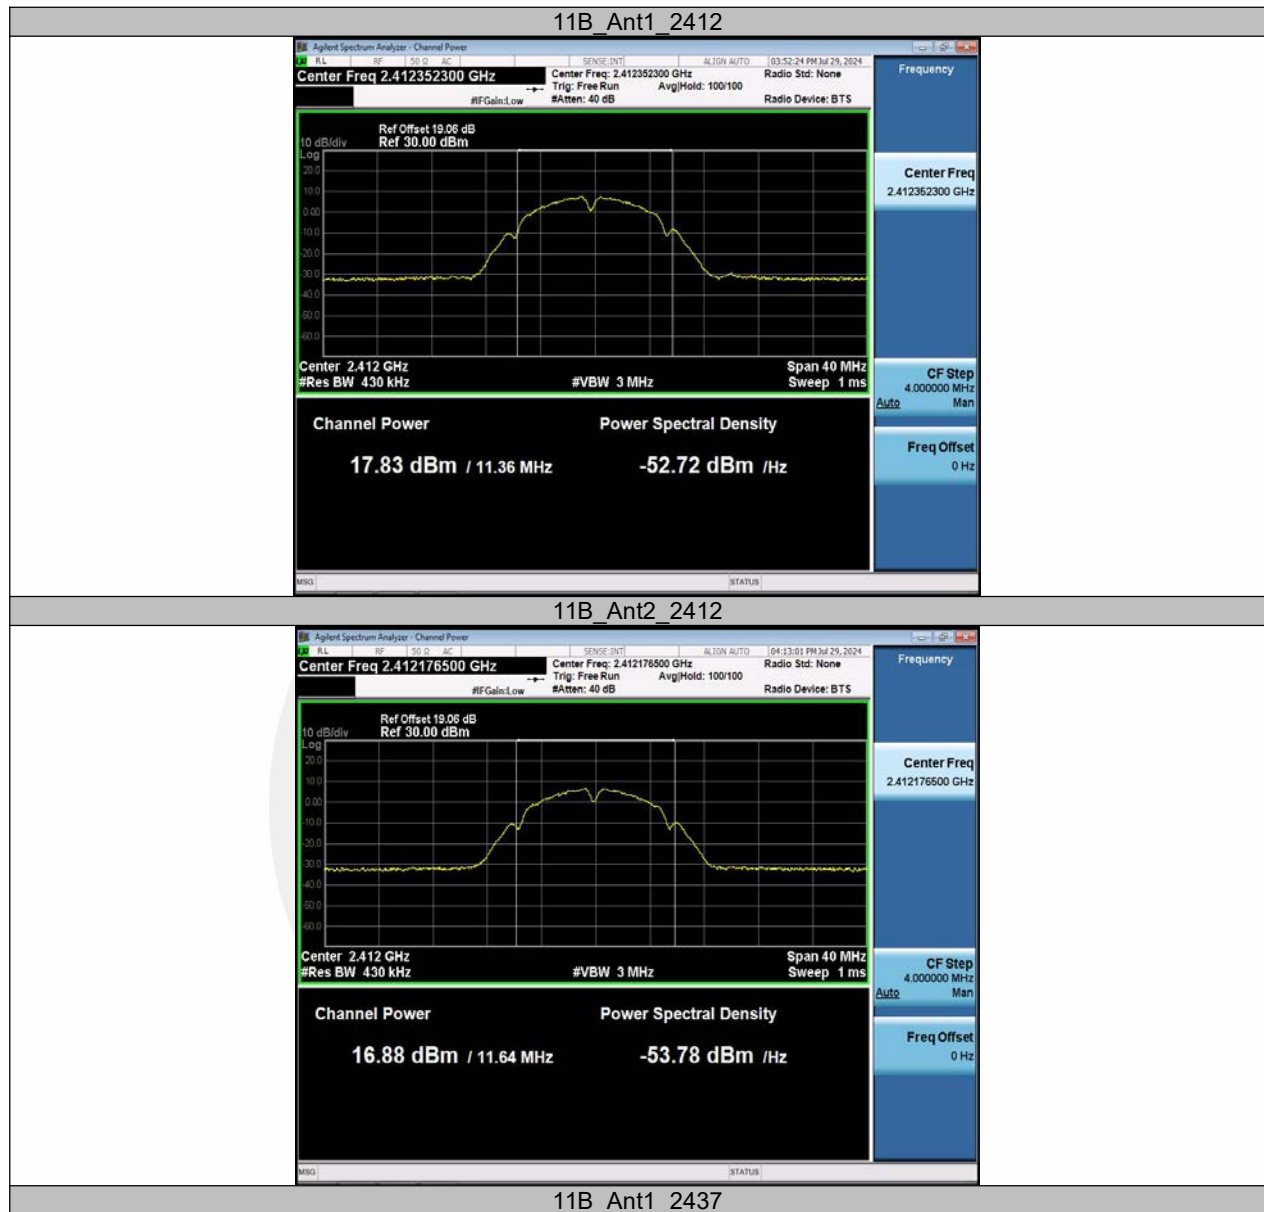 11B_Ant1_2412
Agilent Spectrum Analyzer - Channel Power
RL RF 50 Ω AC SENSE:INT ALIGN AUTO 03:52:24 PM Jul 29, 2024
Center Freq 2.412352300 GHz
Center Freq: 2.412352300 GHz Radio Std: None
Trig: Free Run Avg|Hold: 100/100
#IFGain:Low #Atten: 40 dB Radio Device: BTS
Frequency
Ref Offset 19.06 dB
10 dB/div Ref 30.00 dBm
Log
20.0
10.0
0.00
-10.0
-20.0
-30.0
-40.0
-50.0
-60.0
Center Freq
2.412352300 GHz
Center 2.412 GHz Span 40 MHz
#Res BW 430 kHz #VBW 3 MHz Sweep 1 ms
CF Step
4.000000 MHz
Auto Man
Channel Power Power Spectral Density
17.83 dBm / 11.36 MHz -52.72 dBm /Hz
Freq Offset
0 Hz
MSG STATUS
11B_Ant2_2412
Agilent Spectrum Analyzer - Channel Power
RL RF 50 Ω AC SENSE:INT ALIGN AUTO 04:13:01 PM Jul 29, 2024
Center Freq 2.412176500 GHz
Center Freq: 2.412176500 GHz Radio Std: None
Trig: Free Run Avg|Hold: 100/100
#IFGain:Low #Atten: 40 dB Radio Device: BTS
Frequency
Ref Offset 19.06 dB
10 dB/div Ref 30.00 dBm
Log
20.0
10.0
0.00
-10.0
-20.0
-30.0
-40.0
-50.0
-60.0
Center Freq
2.412176500 GHz
Center 2.412 GHz Span 40 MHz
#Res BW 430 kHz #VBW 3 MHz Sweep 1 ms
CF Step
4.000000 MHz
Auto Man
Channel Power Power Spectral Density
16.88 dBm / 11.64 MHz -53.78 dBm /Hz
Freq Offset
0 Hz
MSG STATUS
11B_Ant1_2437